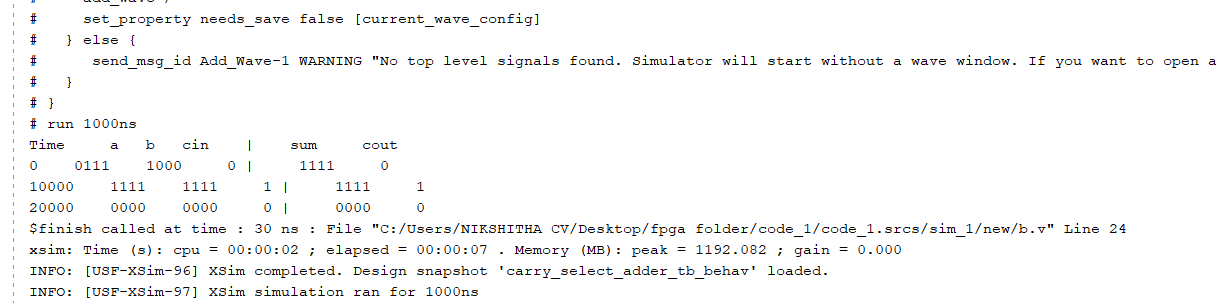 #      set_property needs_save false [current_wave_config]
#   } else {
#      send_msg_id Add_Wave-1 WARNING "No top level signals found. Simulator will start without a wave window. If you want to open a
#   }
# }
# run 1000ns
Time      a   b   cin    |     sum      cout
0     0111     1000      0 |      1111      0
10000     1111     1111      1 |      1111      1
20000     0000     0000      0 |      0000      0
$finish called at time : 30 ns : File "C:/Users/NIKSHITHA CV/Desktop/fpga folder/code_1/code_1.srcs/sim_1/new/b.v" Line 24
xsim: Time (s): cpu = 00:00:02 ; elapsed = 00:00:07 . Memory (MB): peak = 1192.082 ; gain = 0.000
INFO: [USF-XSim-96] XSim completed. Design snapshot 'carry_select_adder_tb_behav' loaded.
INFO: [USF-XSim-97] XSim simulation ran for 1000ns